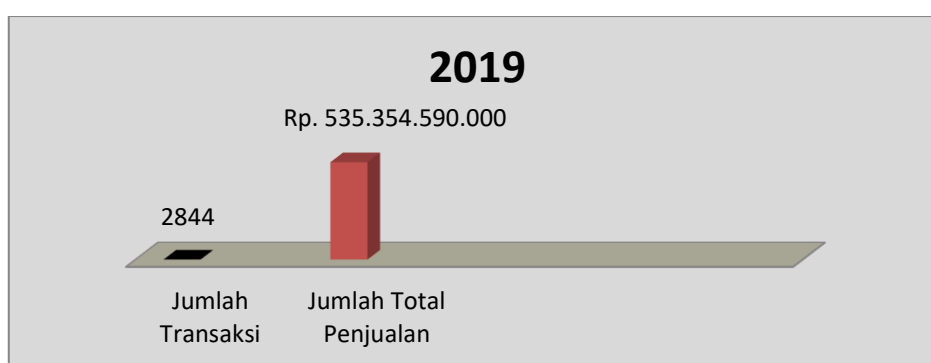 2019
Rp. 535.354.590.000
2844
Jumlah
Transaksi
Jumlah Total
Penjualan